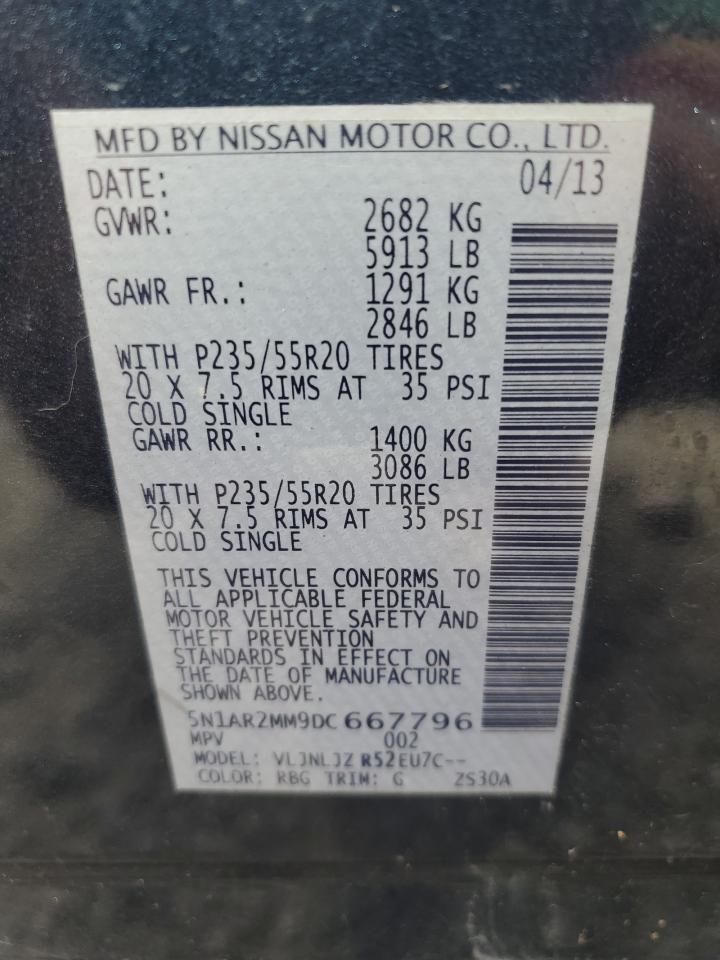 MFD BY NISSAN MOTOR CO., LTD.
DATE: 04/13
GVWR: 2682 KG
5913 LB
GAWR FR.: 1291 KG
2846 LB
WITH P235/55R20 TIRES
20 X 7.5 RIMS AT 35 PSI
COLD SINGLE
GAWR RR.: 1400 KG
3086 LB
WITH P235/55R20 TIRES
20 X 7.5 RIMS AT 35 PSI
COLD SINGLE
THIS VEHICLE CONFORMS TO
ALL APPLICABLE FEDERAL
MOTOR VEHICLE SAFETY AND
THEFT PREVENTION
STANDARDS IN EFFECT ON
THE DATE OF MANUFACTURE
SHOWN ABOVE.
5N1AR2MM9DC667796
MPV 002
MODEL: VLJNLJZ R52EU7C--
COLOR: RBG TRIM: G ZS30A